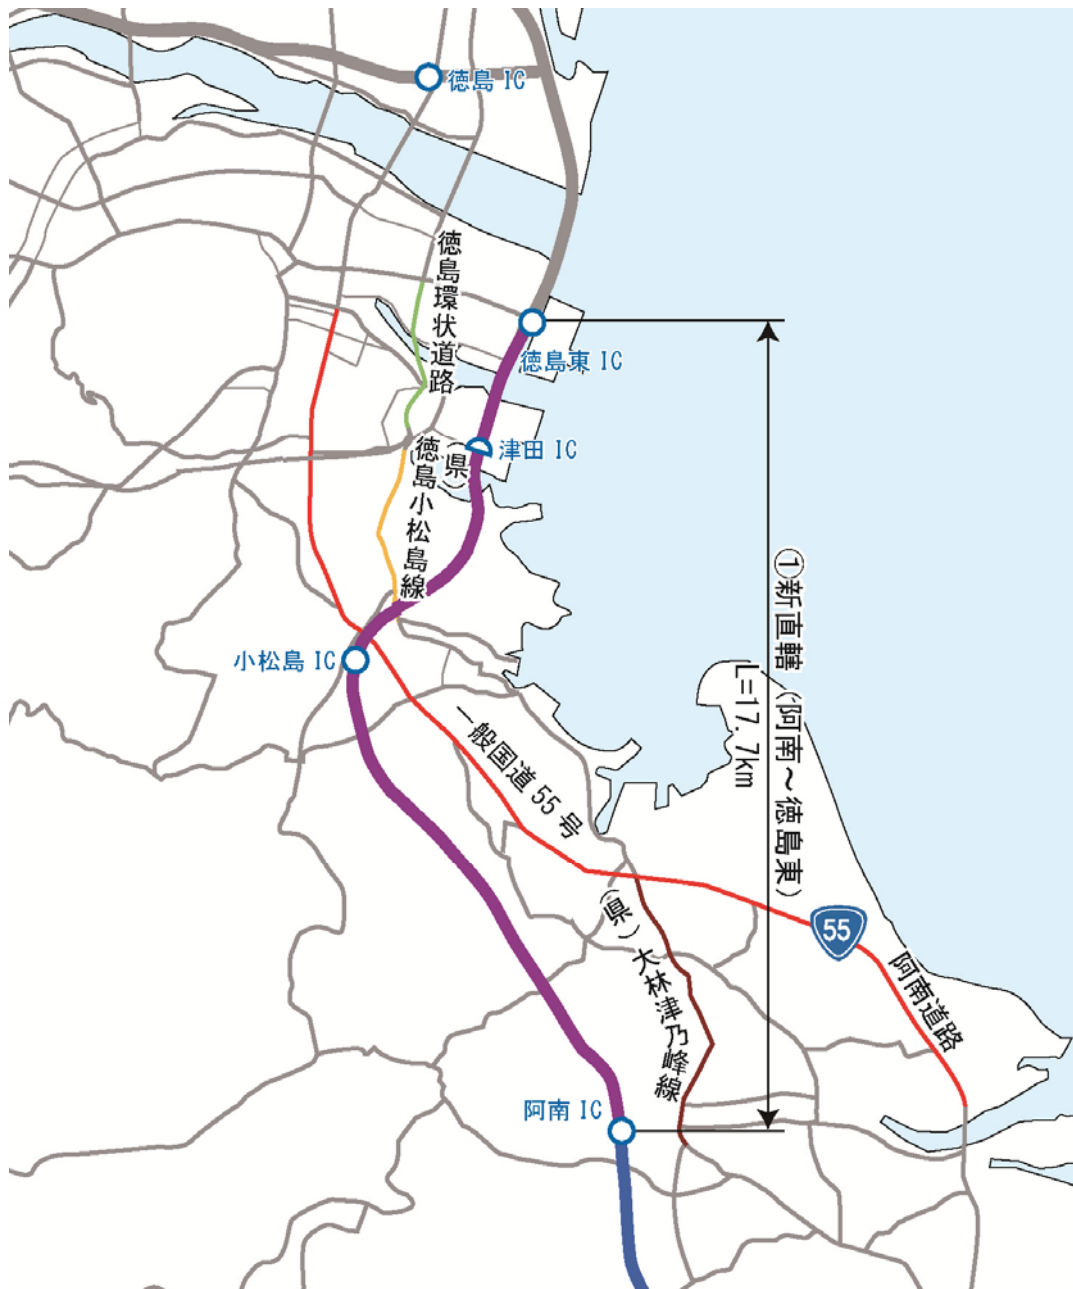 徳島 IC
徳島環状道路
徳島東 IC
津田 IC
(県)
徳島小松島線
①新直轄 (阿南～徳島東)
L=17.7km
小松島 IC
一般国道 55 号
(県) 大林津乃峰線
55
阿南道路
阿南 IC